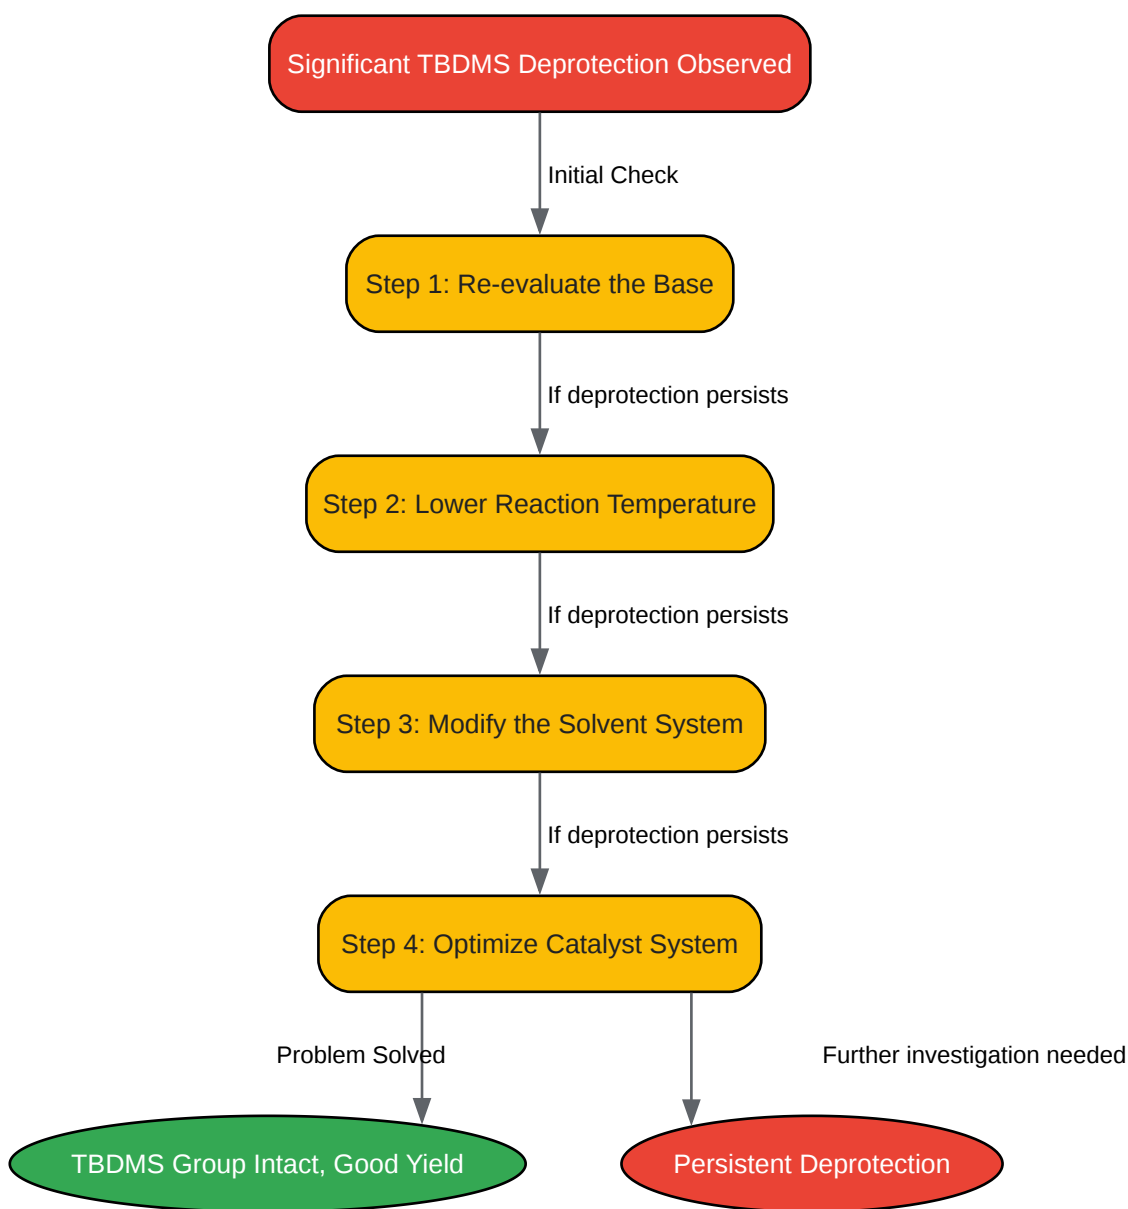 Significant TBDMS Deprotection Observed
Initial Check
Step 1: Re-evaluate the Base
If deprotection persists
Step 2: Lower Reaction Temperature
If deprotection persists
Step 3: Modify the Solvent System
If deprotection persists
Step 4: Optimize Catalyst System
Problem Solved
Further investigation needed
TBDMS Group Intact, Good Yield
Persistent Deprotection